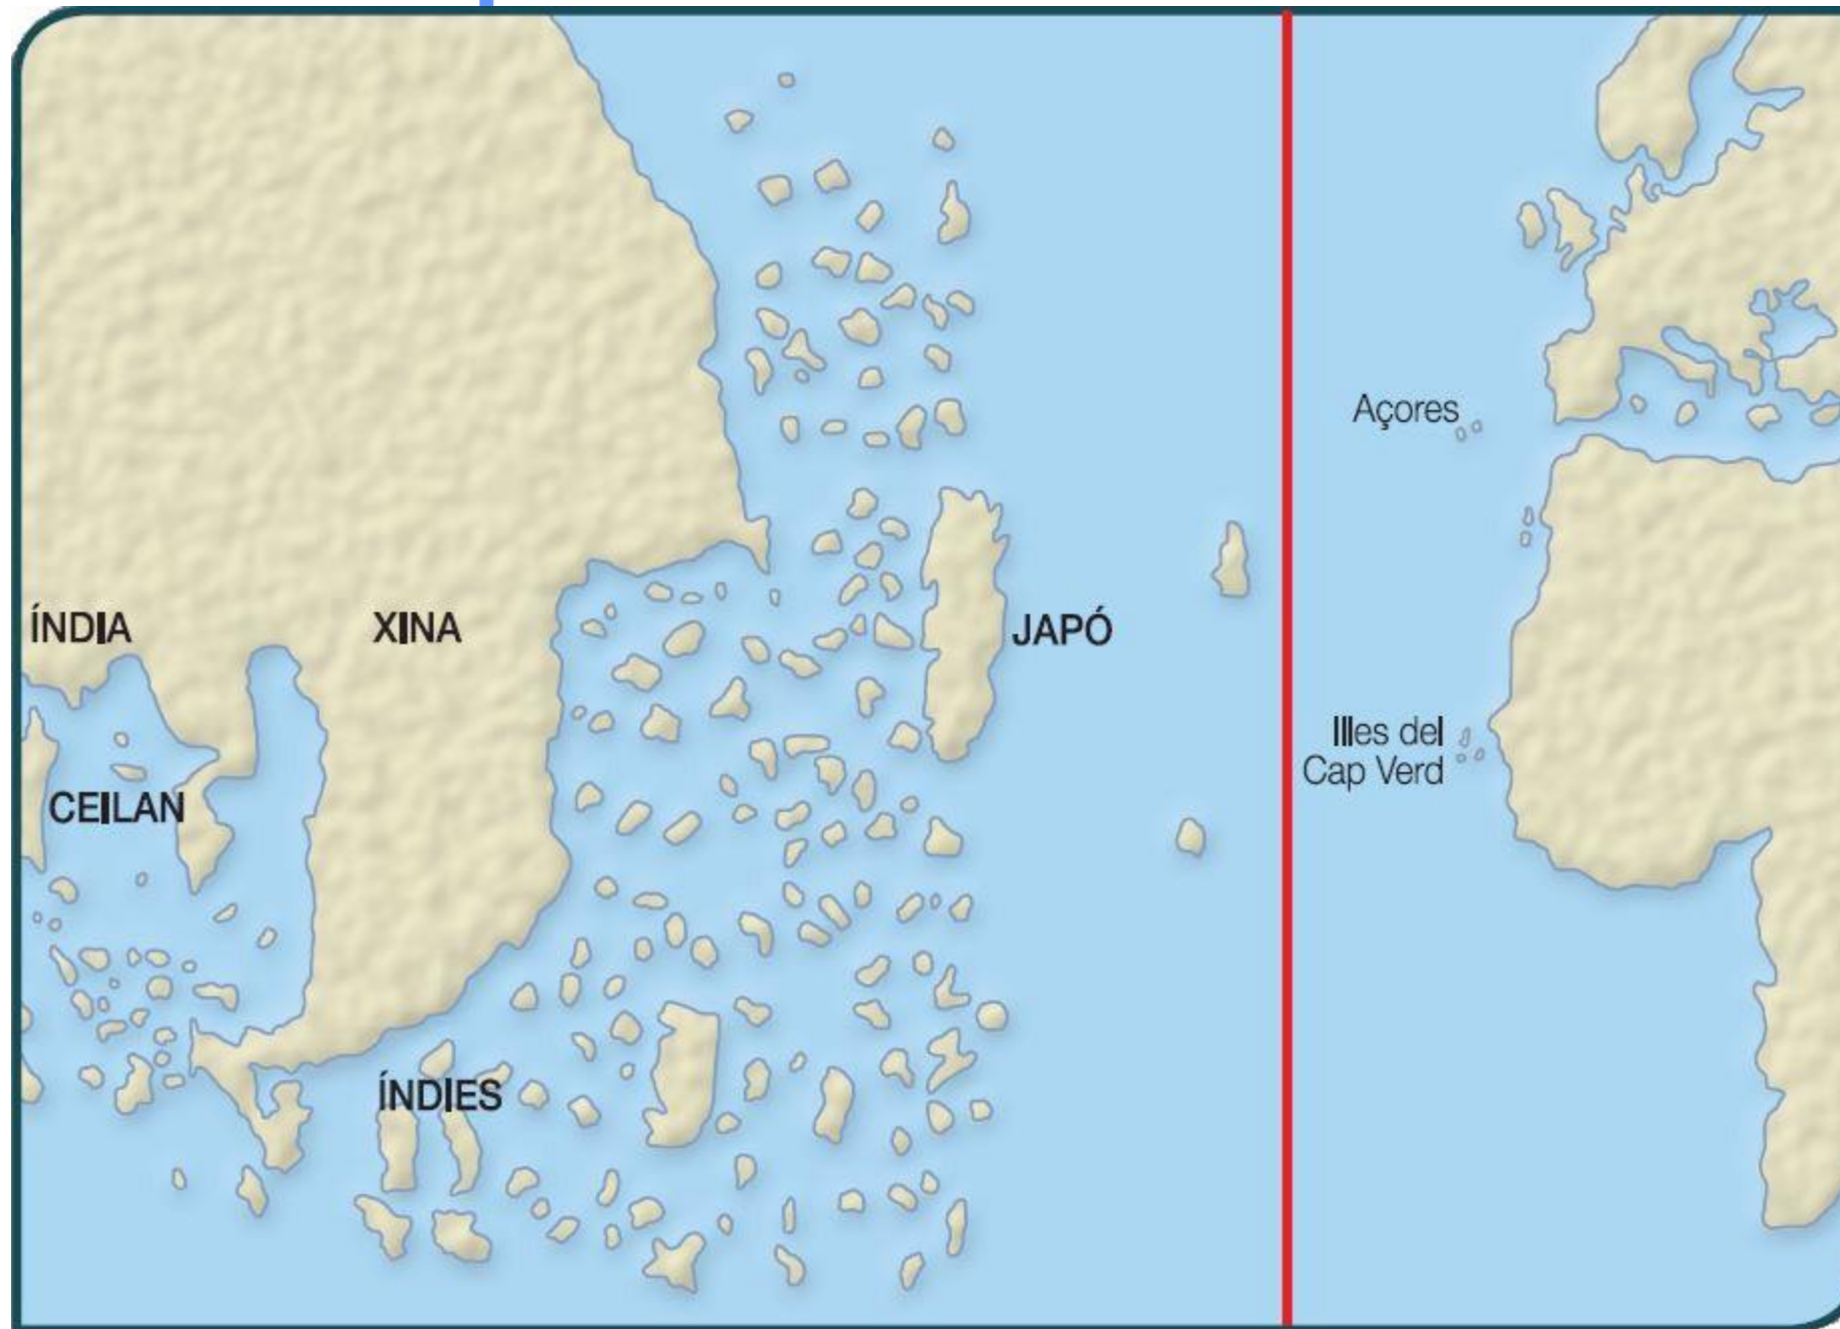 Açores
ÍNDIA
XINA
JAPÓ
Illes del
Cap Verd
CEILAN
ÍNDIES